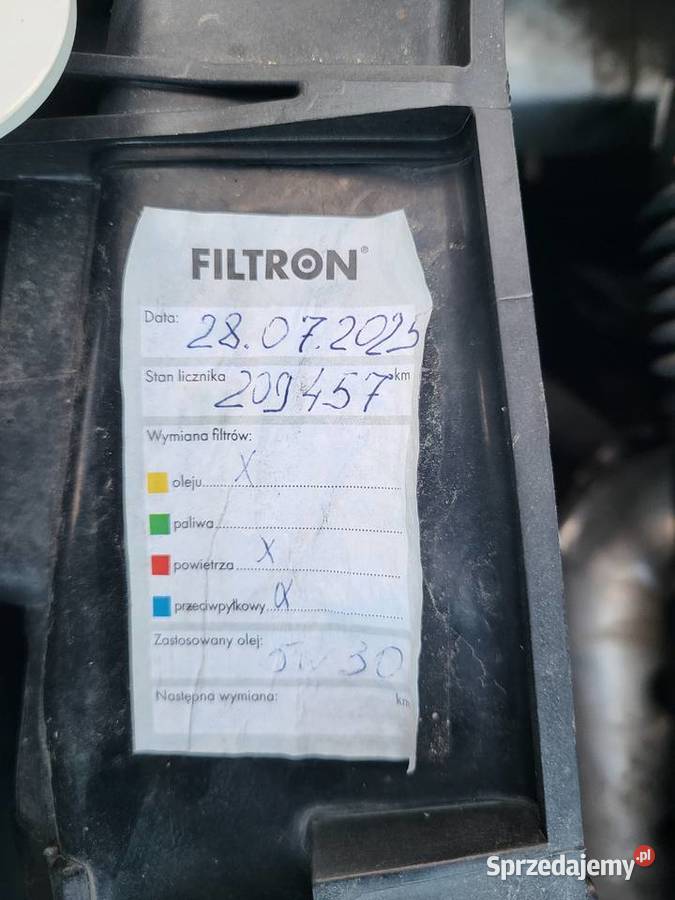 FILTRON®
Data: 28.07.2025
Stan licznika 209457 km
Wymiana filtrów:
oleju X
paliwa
powietrza X
przeciwpyłkowy X
Zastosowany olej: 5W30
Następna wymiana: km
Sprzedajemy.pl